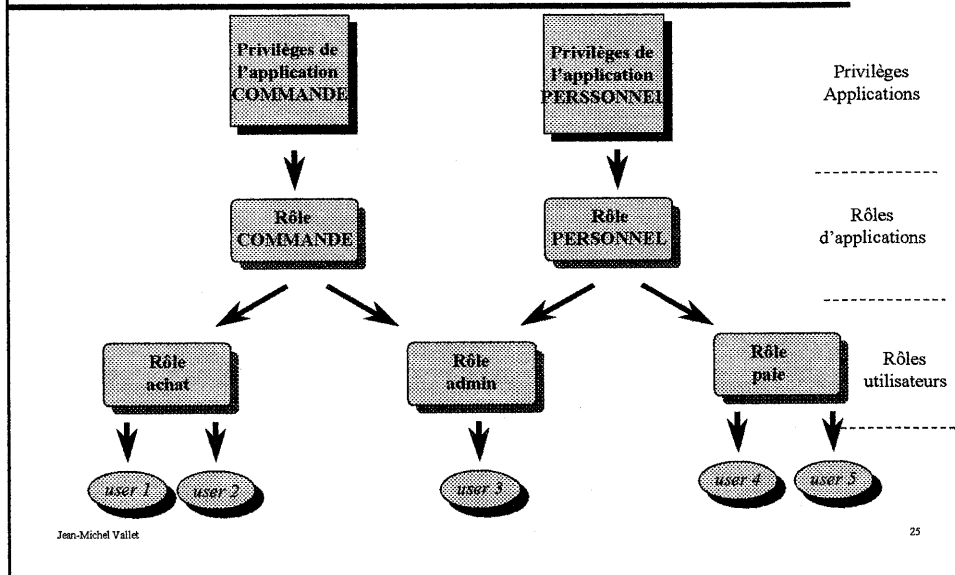 Privilèges de
l'application
COMMANDE
Privilèges de
l'application
PERSSONNEL
Privilèges
Applications
Rôle
COMMANDE
Rôle
PERSONNEL
Rôles
d'applications
Rôle
achat
Rôle
admin
Rôle
paie
Rôles
utilisateurs
user 1
user 2
user 3
user 4
user 5
Jean-Michel Vallet
25